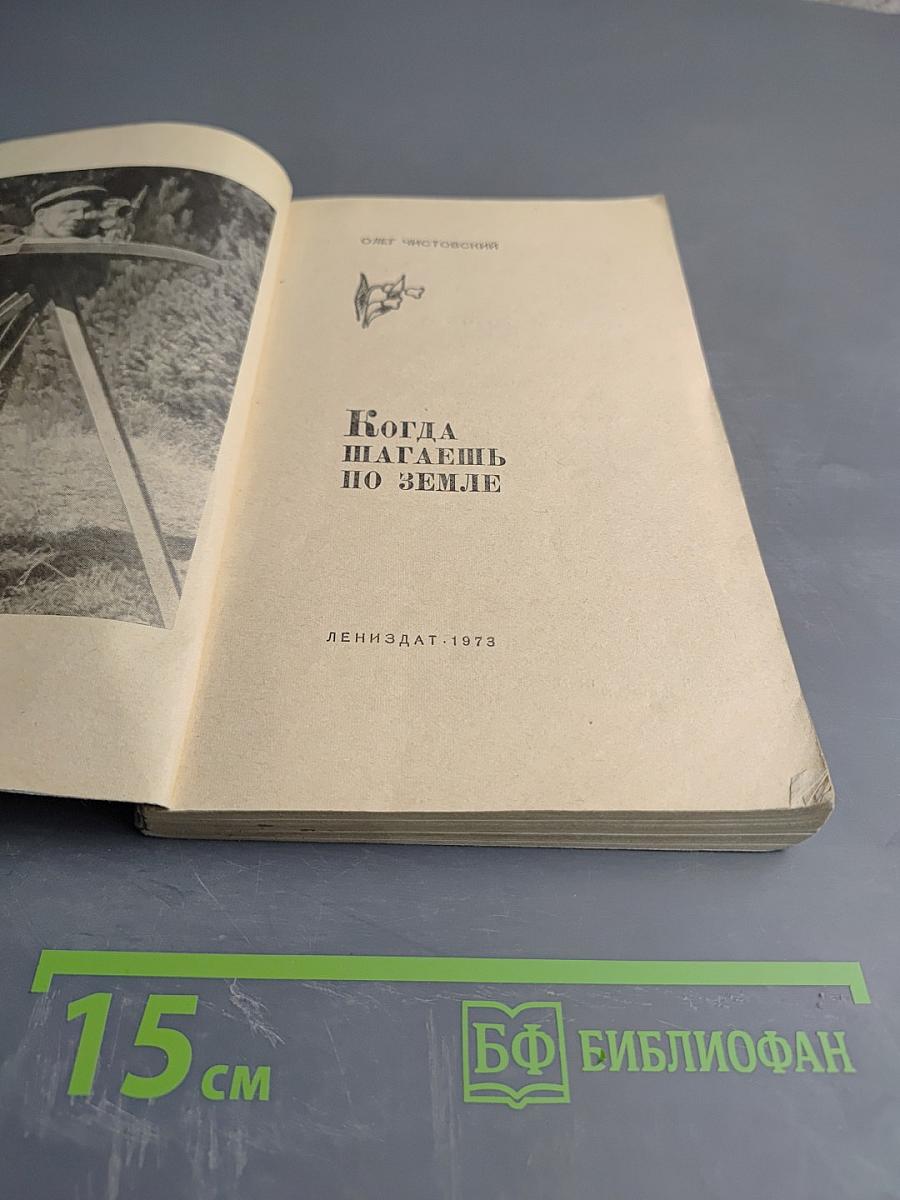 ОЛЕГ ЧИСТОВСКИЙ
КОГДА
ШАГАЕШЬ
ПО ЗЕМЛЕ
ЛЕНИЗДАТ·1973
15 см
БФ БИБЛИОФАН